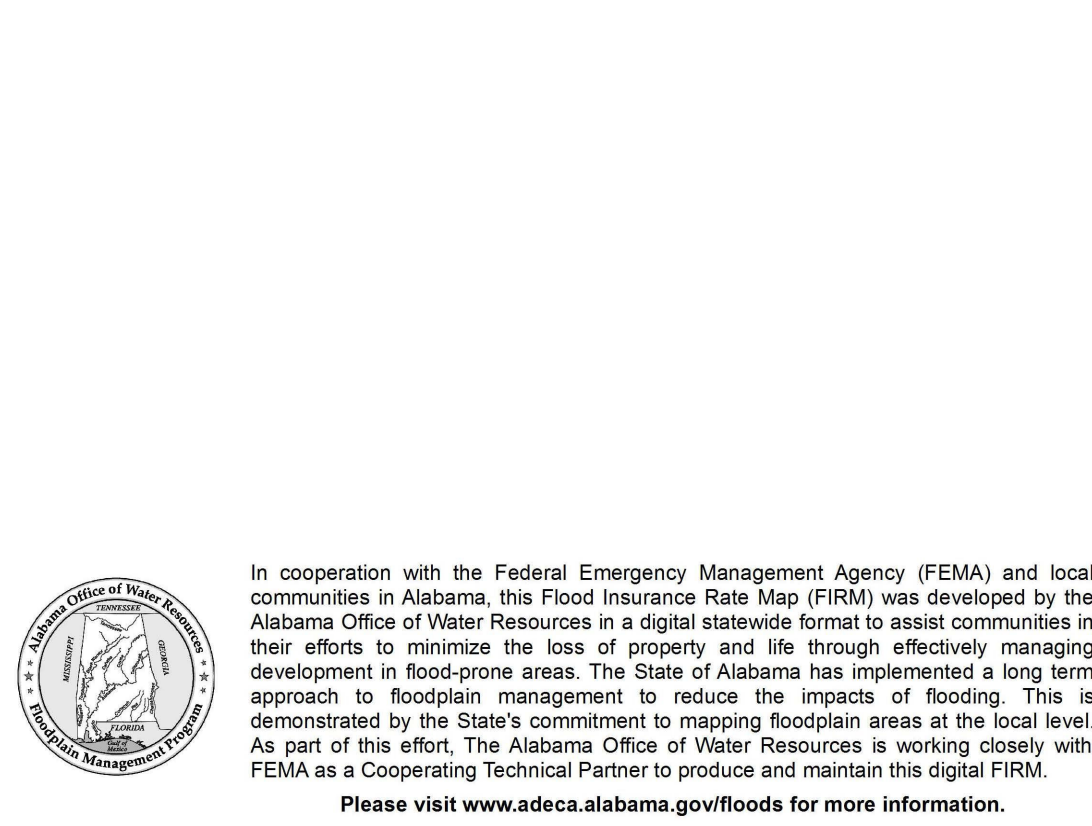 Alabama Office of Water Resources
TENNESSEE
MISSISSIPPI
GEORGIA
FLORIDA
Gulf of
Mexico
Floodplain Management Program
In cooperation with the Federal Emergency Management Agency (FEMA) and local
communities in Alabama, this Flood Insurance Rate Map (FIRM) was developed by the
Alabama Office of Water Resources in a digital statewide format to assist communities in
their efforts to minimize the loss of property and life through effectively managing
development in flood-prone areas. The State of Alabama has implemented a long term
approach to floodplain management to reduce the impacts of flooding. This is
demonstrated by the State's commitment to mapping floodplain areas at the local level.
As part of this effort, The Alabama Office of Water Resources is working closely with
FEMA as a Cooperating Technical Partner to produce and maintain this digital FIRM.
Please visit www.adeca.alabama.gov/floods for more information.